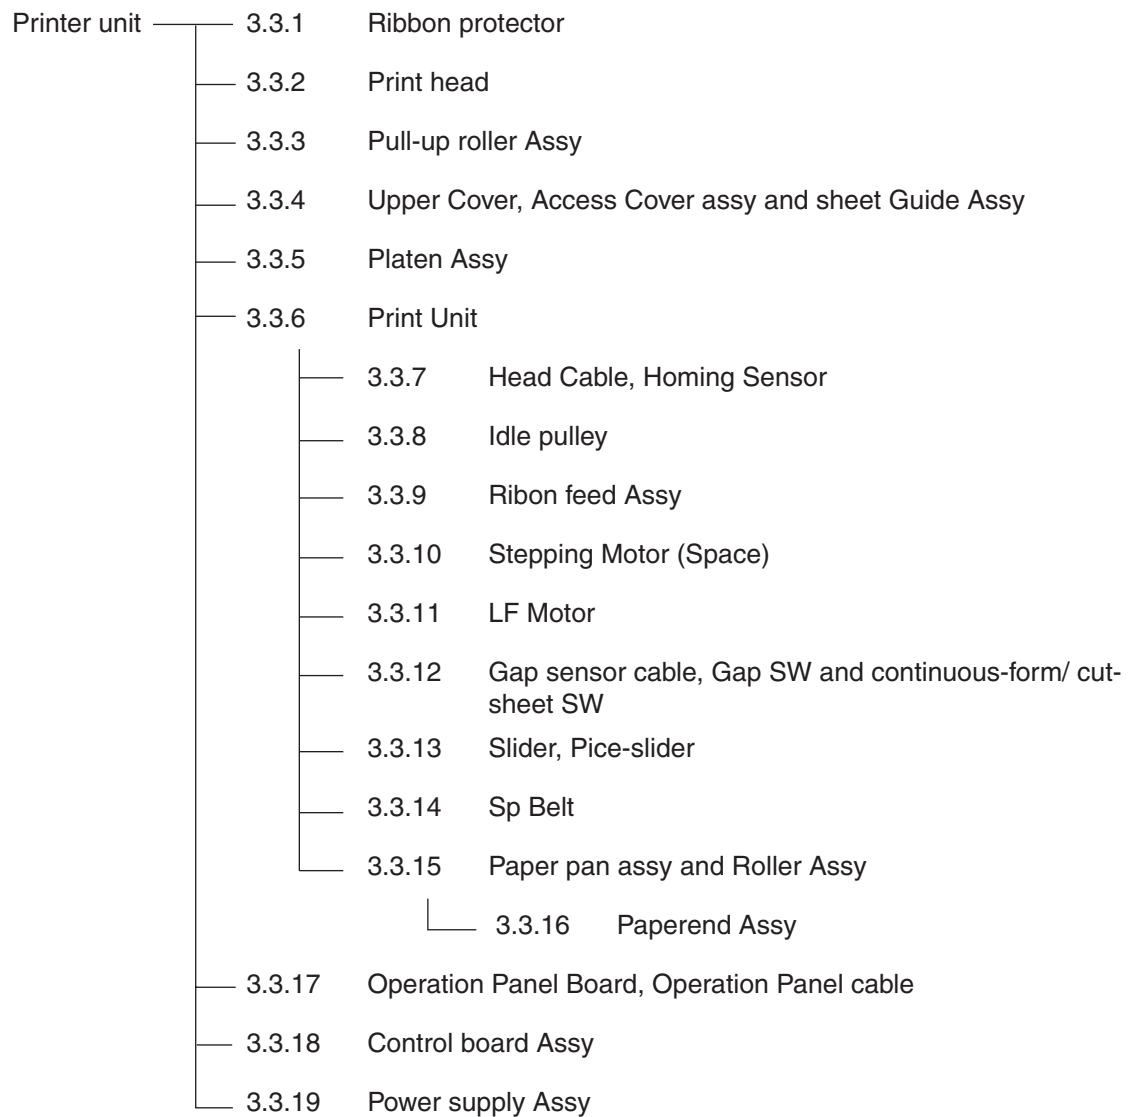 Printer unit 3.3.1 Ribbon protector
3.3.2 Print head
3.3.3 Pull-up roller Assy
3.3.4 Upper Cover, Access Cover assy and sheet Guide Assy
3.3.5 Platen Assy
3.3.6 Print Unit
3.3.7 Head Cable, Homing Sensor
3.3.8 Idle pulley
3.3.9 Ribon feed Assy
3.3.10 Stepping Motor (Space)
3.3.11 LF Motor
3.3.12 Gap sensor cable, Gap SW and continuous-form/ cut-
sheet SW
3.3.13 Slider, Pice-slider
3.3.14 Sp Belt
3.3.15 Paper pan assy and Roller Assy
3.3.16 Paperend Assy
3.3.17 Operation Panel Board, Operation Panel cable
3.3.18 Control board Assy
3.3.19 Power supply Assy